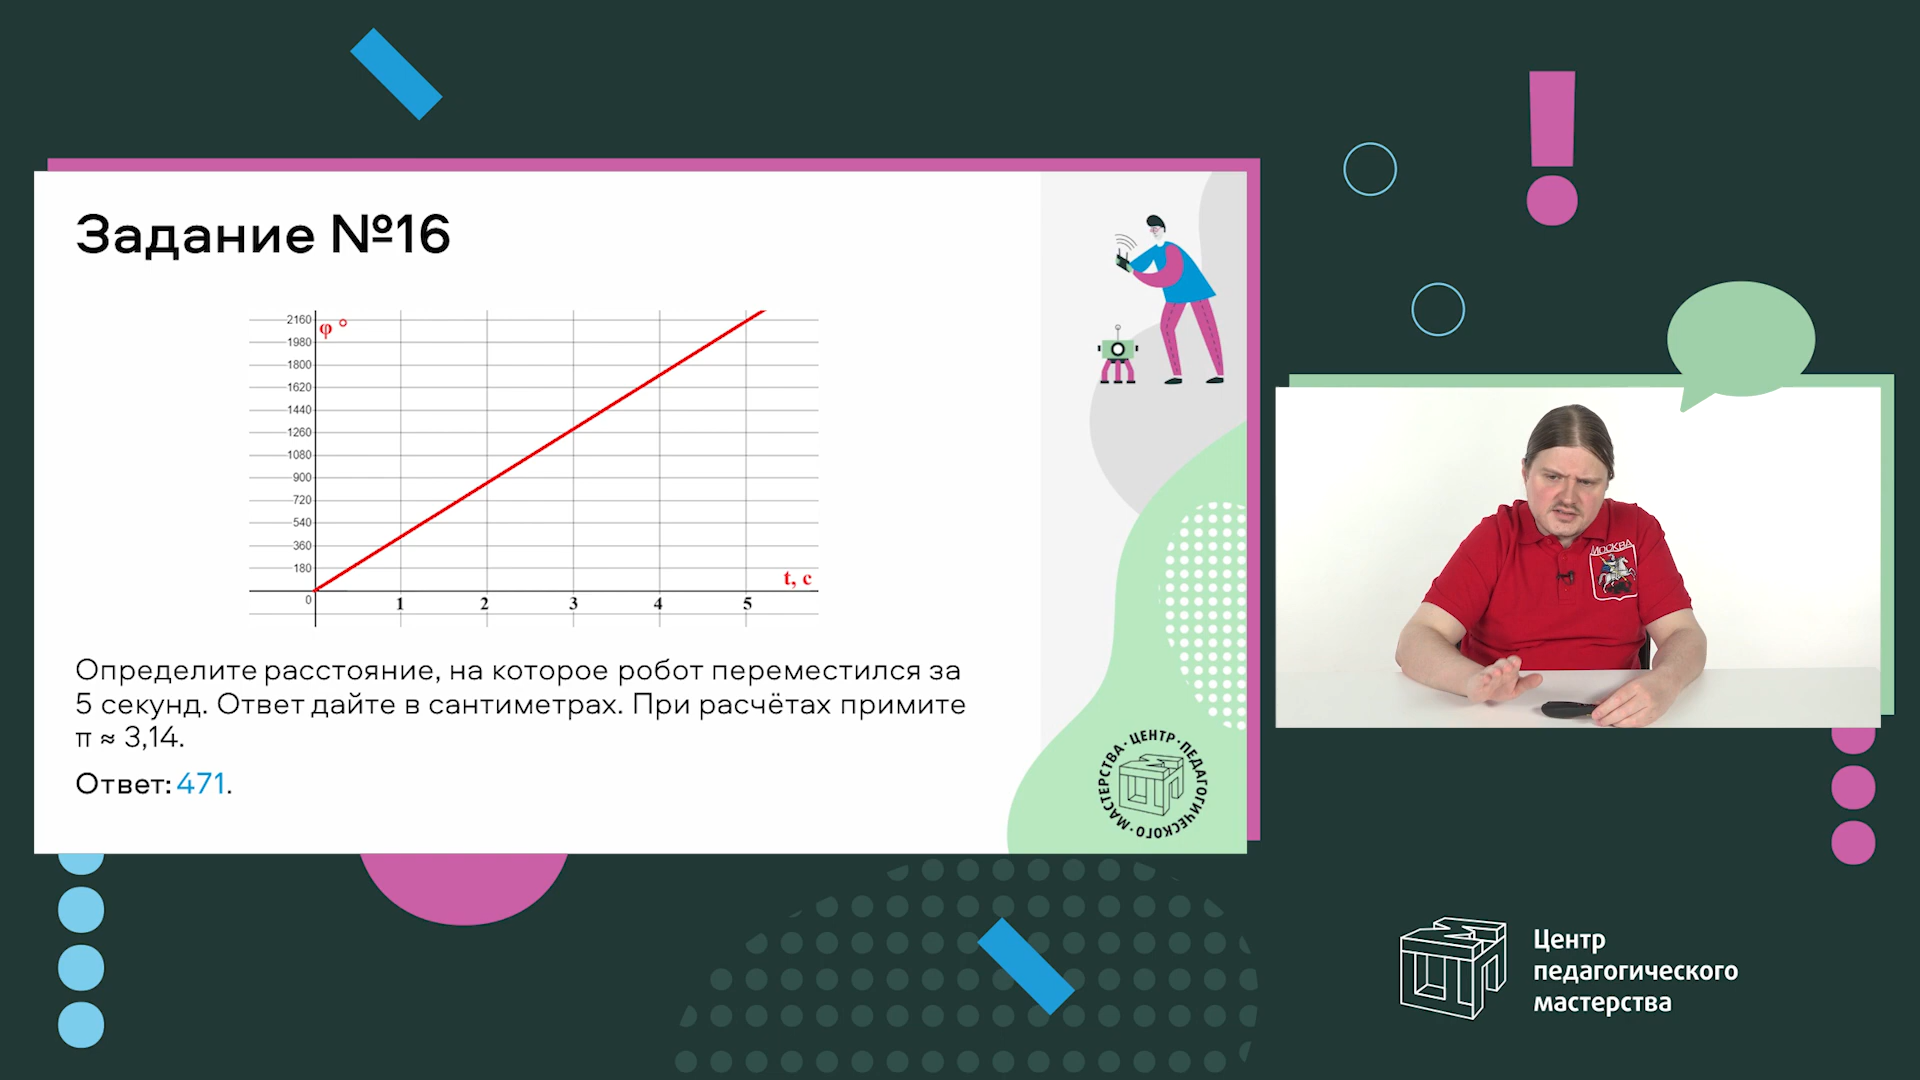 Задание №16
2160
φ °
1980
1800
1620
1440
1260
1080
900
720
540
360
180
t, c
0
1 2 3 4 5
Определите расстояние, на которое робот переместился за
5 секунд. Ответ дайте в сантиметрах. При расчётах примите
π ≈ 3,14.
Ответ: 471.
ЦЕНТР · ПЕДАГОГИЧЕСКОГО · МАСТЕРСТВА ·
МОСКВА
Центр
педагогического
мастерства